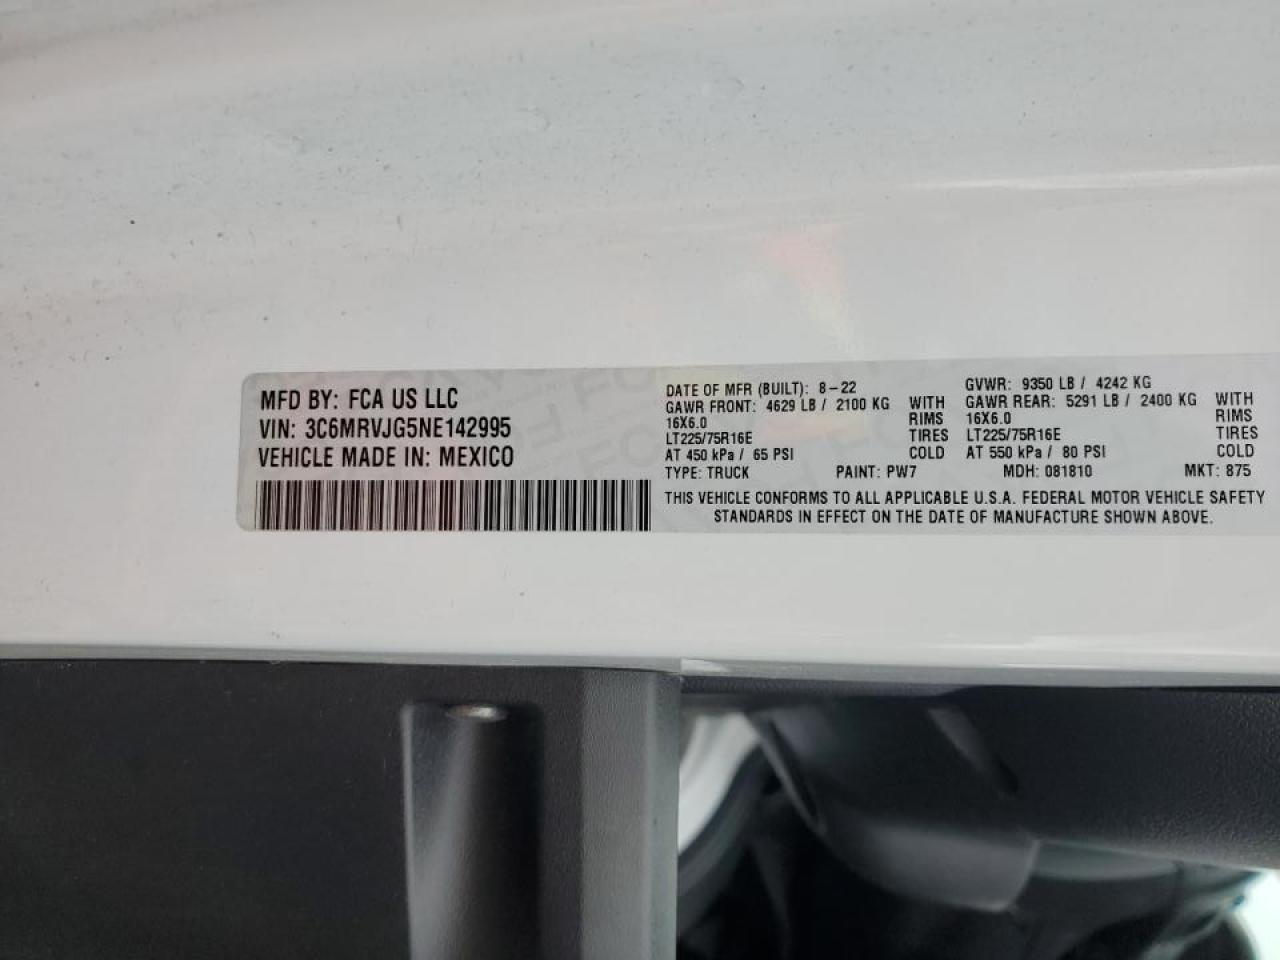 MFD BY: FCA US LLC
VIN: 3C6MRVJG5NE142995
VEHICLE MADE IN: MEXICO
DATE OF MFR (BUILT): 8-22 GVWR: 9350 LB / 4242 KG
GAWR FRONT: 4629 LB / 2100 KG WITH GAWR REAR: 5291 LB / 2400 KG WITH
16X6.0 RIMS 16X6.0 RIMS
LT225/75R16E TIRES LT225/75R16E TIRES
AT 450 kPa / 65 PSI COLD AT 550 kPa / 80 PSI COLD
TYPE: TRUCK PAINT: PW7 MDH: 081810 MKT: 875
THIS VEHICLE CONFORMS TO ALL APPLICABLE U.S.A. FEDERAL MOTOR VEHICLE SAFETY
STANDARDS IN EFFECT ON THE DATE OF MANUFACTURE SHOWN ABOVE.